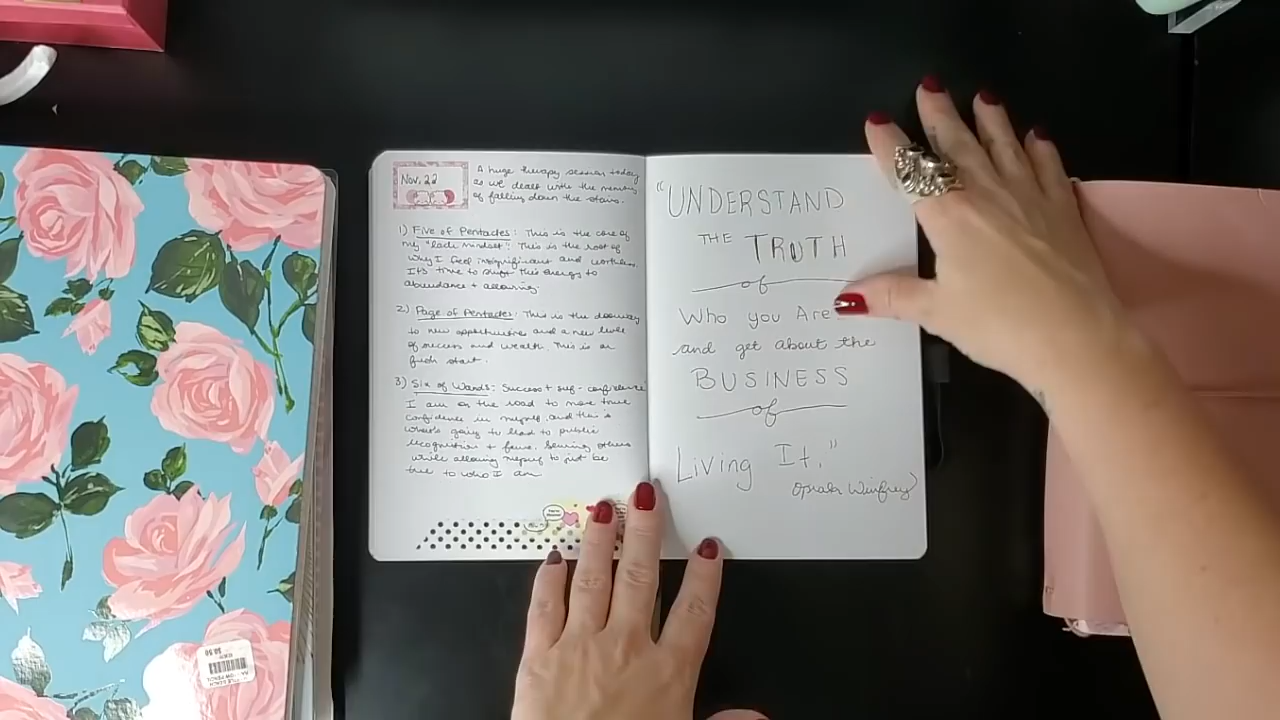 Nov. 22
A huge therapy session today
as we dealt with the memory
of falling down the stairs.
1) Five of Pentacles: This is the core of
my "lack mindset". This is the root of
why I feel insignificant and worthless.
It's time to shift this energy to
abundance + allowing.
2) Page of Pentacles: This is the doorway
to new opportunities and a new level
of success and wealth. This is an
fresh start.
3) Six of Wands: Success + self-confidence
I am on the road to more true
confidence in myself, and this is
what's going to lead to public
recognition + fame. Serving others
while allowing myself to just be
true to who I am
"UNDERSTAND
THE TRUTH
of
Who you Are
and get about the
BUSINESS
of
Living It."
Oprah Winfrey